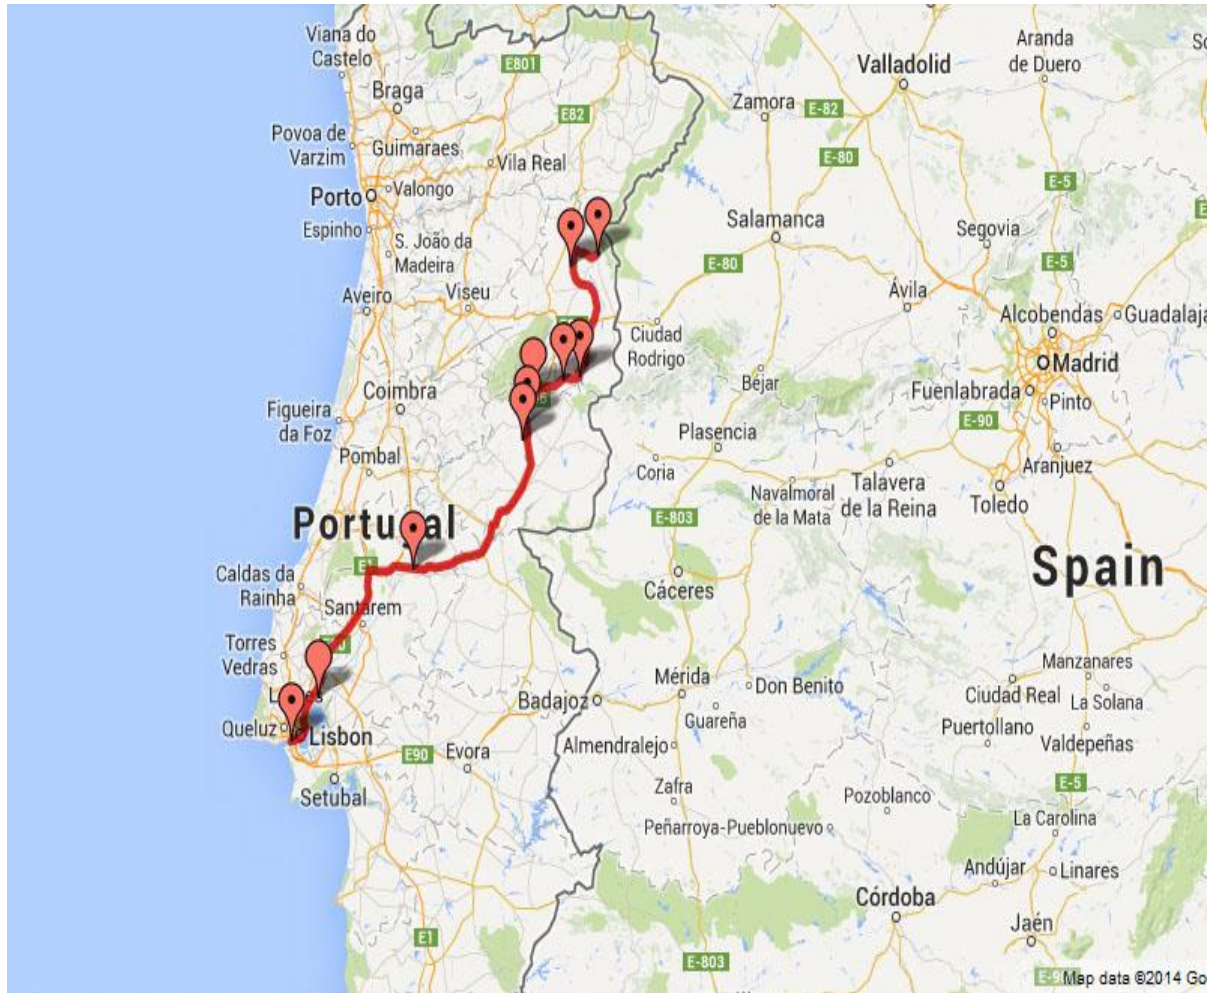 Viana do
Castelo
Braga
Povoa de
Varzim
Guimaraes
Vila Real
Porto
Valongo
Espinho
S. João da
Madeira
Aveiro
Viseu
Coimbra
Figueira
da Foz
Pombal
Portugal
Caldas da
Rainha
Santarem
Torres
Vedras
Queluz
Lisbon
Setubal
Evora
E801
E82
E1
E90
E1
Valladolid
Aranda
de Duero
Zamora
E-82
E-80
E-5
Salamanca
Segovia
E-80
E-5
Ávila
Ciudad
Rodrigo
Alcobendas
Guadalaja
Madrid
Béjar
Fuenlabrada
Pinto
E-90
Plasencia
Coria
Aranjuez
Navalmoral
de la Mata
Talavera
de la Reina
Toledo
E-803
Spain
Cáceres
Mérida
Don Benito
Badajoz
Guareña
Almendralejo
Zafra
Manzanares
Ciudad Real
La Solana
Puertollano
Valdepeñas
Pozoblanco
E-5
Peñarroya-Pueblonuevo
La Carolina
Andújar
Linares
Córdoba
Jaén
E-803
Map data ©2014 Go